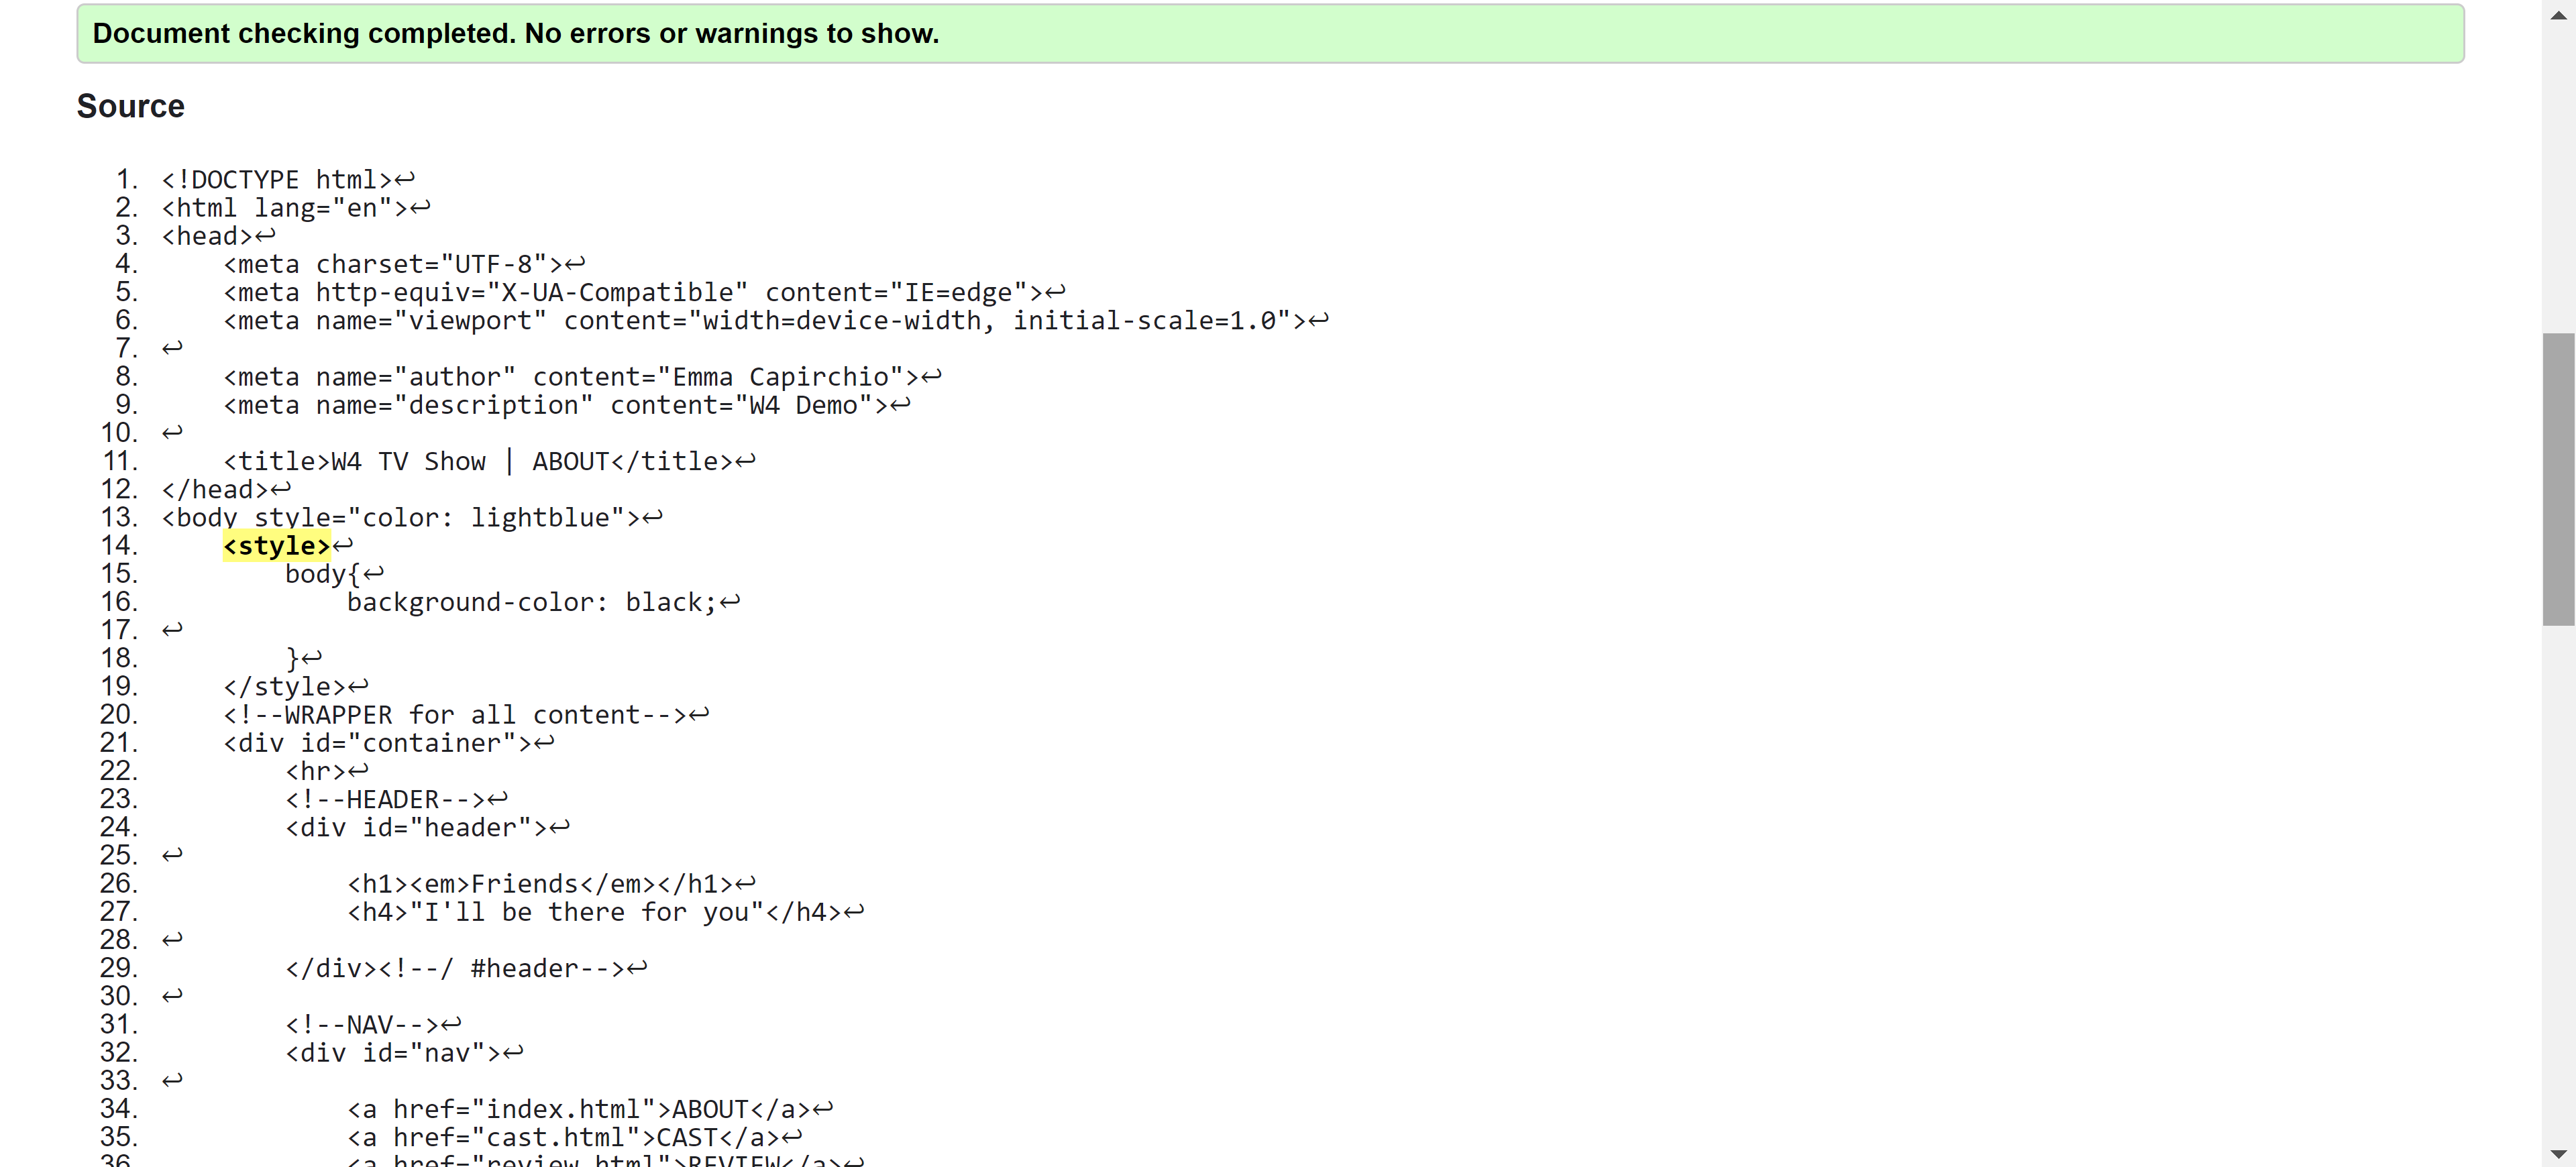 Document checking completed. No errors or warnings to show.
Source
1. <!DOCTYPE html>↩
2. <html lang="en">↩
3. <head>↩
4.     <meta charset="UTF-8">↩
5.     <meta http-equiv="X-UA-Compatible" content="IE=edge">↩
6.     <meta name="viewport" content="width=device-width, initial-scale=1.0">↩
7. ↩
8.     <meta name="author" content="Emma Capirchio">↩
9.     <meta name="description" content="W4 Demo">↩
10. ↩
11.     <title>W4 TV Show | ABOUT</title>↩
12. </head>↩
13. <body style="color: lightblue">↩
14.     <style>↩
15.         body{↩
16.             background-color: black;↩
17. ↩
18.         }↩
19.     </style>↩
20.     <!--WRAPPER for all content-->↩
21.     <div id="container">↩
22.         <hr>↩
23.         <!--HEADER-->↩
24.         <div id="header">↩
25. ↩
26.             <h1><em>Friends</em></h1>↩
27.             <h4>"I'll be there for you"</h4>↩
28. ↩
29.         </div><!--/ #header-->↩
30. ↩
31.         <!--NAV-->↩
32.         <div id="nav">↩
33. ↩
34.             <a href="index.html">ABOUT</a>↩
35.             <a href="cast.html">CAST</a>↩
36.             <a href="review.html">REVIEW</a>↩